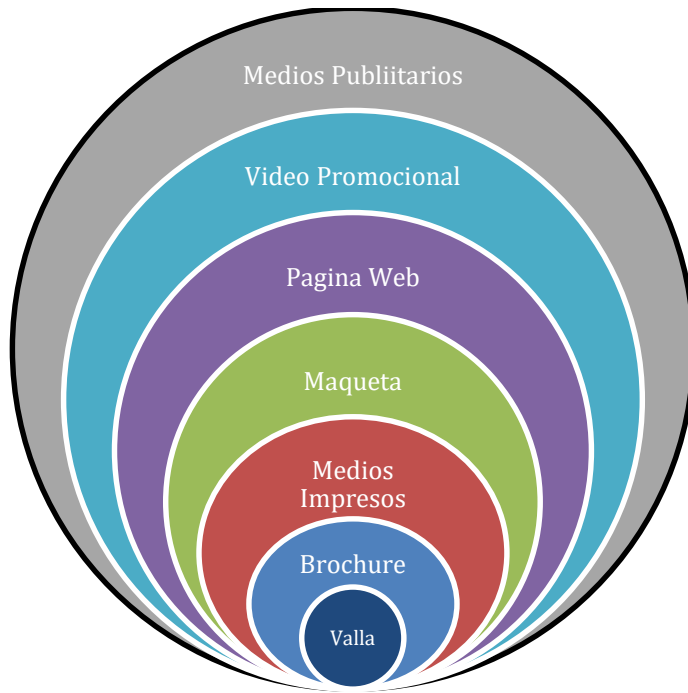 Medios Publiitarios
Video Promocional
Pagina Web
Maqueta
Medios
Impresos
Brochure
Valla